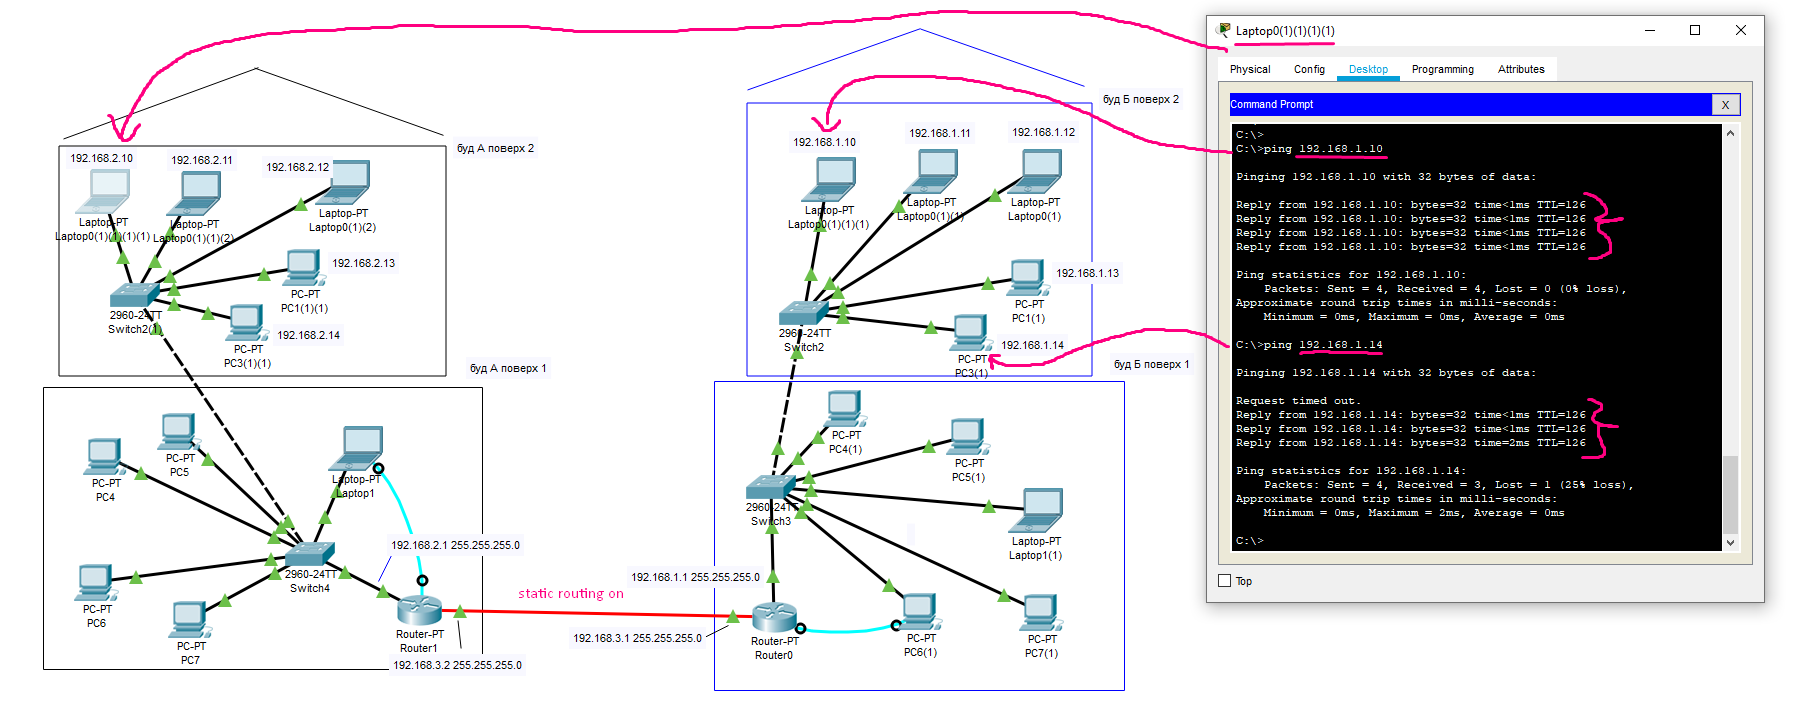 буд А поверх 2
192.168.2.10
192.168.2.11
192.168.2.12
Laptop-PT
Laptop0(1)(1)(1)(1)
Laptop-PT
Laptop0(1)(1)(2)
Laptop-PT
Laptop0(1)(2)
192.168.2.13
PC-PT
PC1(1)(1)
2960-24TT
Switch2(1)
192.168.2.14
PC-PT
PC3(1)(1)
буд А поверх 1
PC-PT
PC5
PC-PT
PC4
Laptop-PT
Laptop1
192.168.2.1 255.255.255.0
2960-24TT
Switch4
PC-PT
PC6
PC-PT
PC7
Router-PT
Router1
192.168.3.2 255.255.255.0
static routing on
буд Б поверх 2
192.168.1.10
192.168.1.11
192.168.1.12
Laptop-PT
Laptop0(1)(1)(1)
Laptop-PT
Laptop0(1)(1)
Laptop-PT
Laptop0(1)
192.168.1.13
PC-PT
PC1(1)
2960-24TT
Switch2
192.168.1.14
PC-PT
PC3(1)
буд Б поверх 1
PC-PT
PC4(1)
PC-PT
PC5(1)
2960-24TT
Switch3
Laptop-PT
Laptop1(1)
192.168.1.1 255.255.255.0
192.168.3.1 255.255.255.0
Router-PT
Router0
PC-PT
PC6(1)
PC-PT
PC7(1)
Laptop0(1)(1)(1)(1)
Physical Config Desktop Programming Attributes
Command Prompt X
C:\>
C:\>ping 192.168.1.10
Pinging 192.168.1.10 with 32 bytes of data:
Reply from 192.168.1.10: bytes=32 time<1ms TTL=126
Reply from 192.168.1.10: bytes=32 time<1ms TTL=126
Reply from 192.168.1.10: bytes=32 time<1ms TTL=126
Reply from 192.168.1.10: bytes=32 time<1ms TTL=126
Ping statistics for 192.168.1.10:
Packets: Sent = 4, Received = 4, Lost = 0 (0% loss),
Approximate round trip times in milli-seconds:
Minimum = 0ms, Maximum = 0ms, Average = 0ms
C:\>ping 192.168.1.14
Pinging 192.168.1.14 with 32 bytes of data:
Request timed out.
Reply from 192.168.1.14: bytes=32 time<1ms TTL=126
Reply from 192.168.1.14: bytes=32 time<1ms TTL=126
Reply from 192.168.1.14: bytes=32 time=2ms TTL=126
Ping statistics for 192.168.1.14:
Packets: Sent = 4, Received = 3, Lost = 1 (25% loss),
Approximate round trip times in milli-seconds:
Minimum = 0ms, Maximum = 2ms, Average = 0ms
C:\>
Top